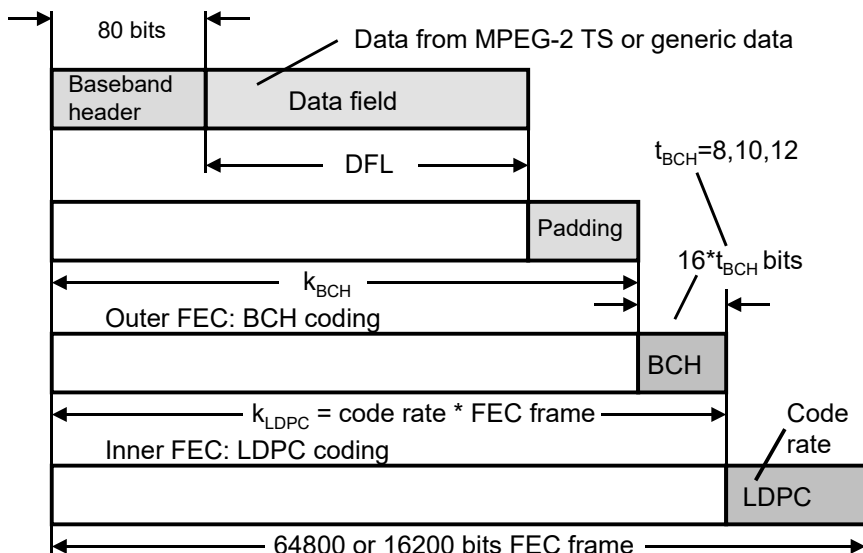 80 bits
Data from MPEG-2 TS or generic data
Baseband
header
Data field
DFL
t_BCH=8,10,12
Padding
16*t_BCH bits
k_BCH
Outer FEC: BCH coding
BCH
k_LDPC = code rate * FEC frame
Code
rate
Inner FEC: LDPC coding
LDPC
64800 or 16200 bits FEC frame